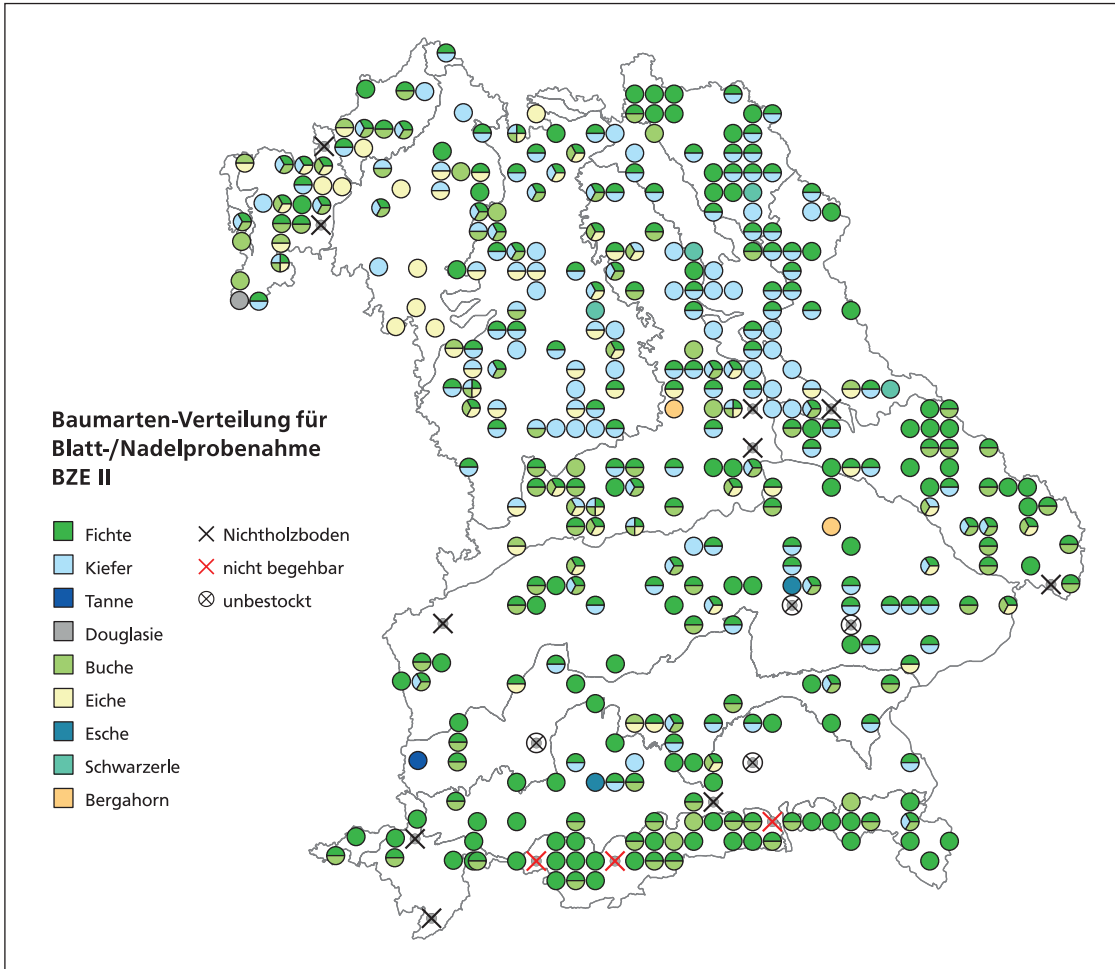 Baumarten-Verteilung für
Blatt-/Nadelprobenahme
BZE II
Fichte
Kiefer
Tanne
Douglasie
Buche
Eiche
Esche
Schwarzerle
Bergahorn
Nichtholzboden
nicht begehbar
unbestockt